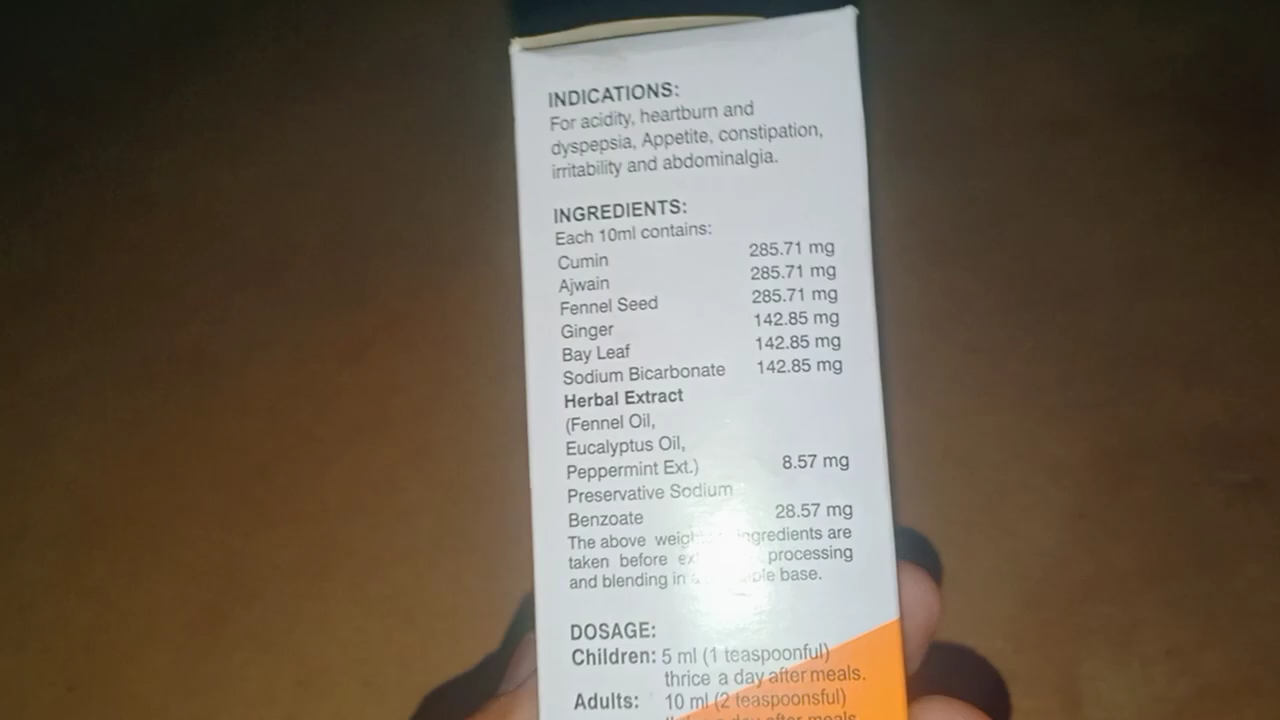 INDICATIONS:
For acidity, heartburn and
dyspepsia, Appetite, constipation,
irritability and abdominalgia.
INGREDIENTS:
Each 10ml contains:
Cumin 285.71 mg
Ajwain 285.71 mg
Fennel Seed 285.71 mg
Ginger 142.85 mg
Bay Leaf 142.85 mg
Sodium Bicarbonate 142.85 mg
Herbal Extract
(Fennel Oil,
Eucalyptus Oil,
Peppermint Ext.) 8.57 mg
Preservative Sodium
Benzoate 28.57 mg
The above ingredients are
taken before processing
and blending in base.
DOSAGE:
Children: 5 ml (1 teaspoonful)
thrice a day after meals.
Adults: 10 ml (2 teaspoonsful)
day after meals